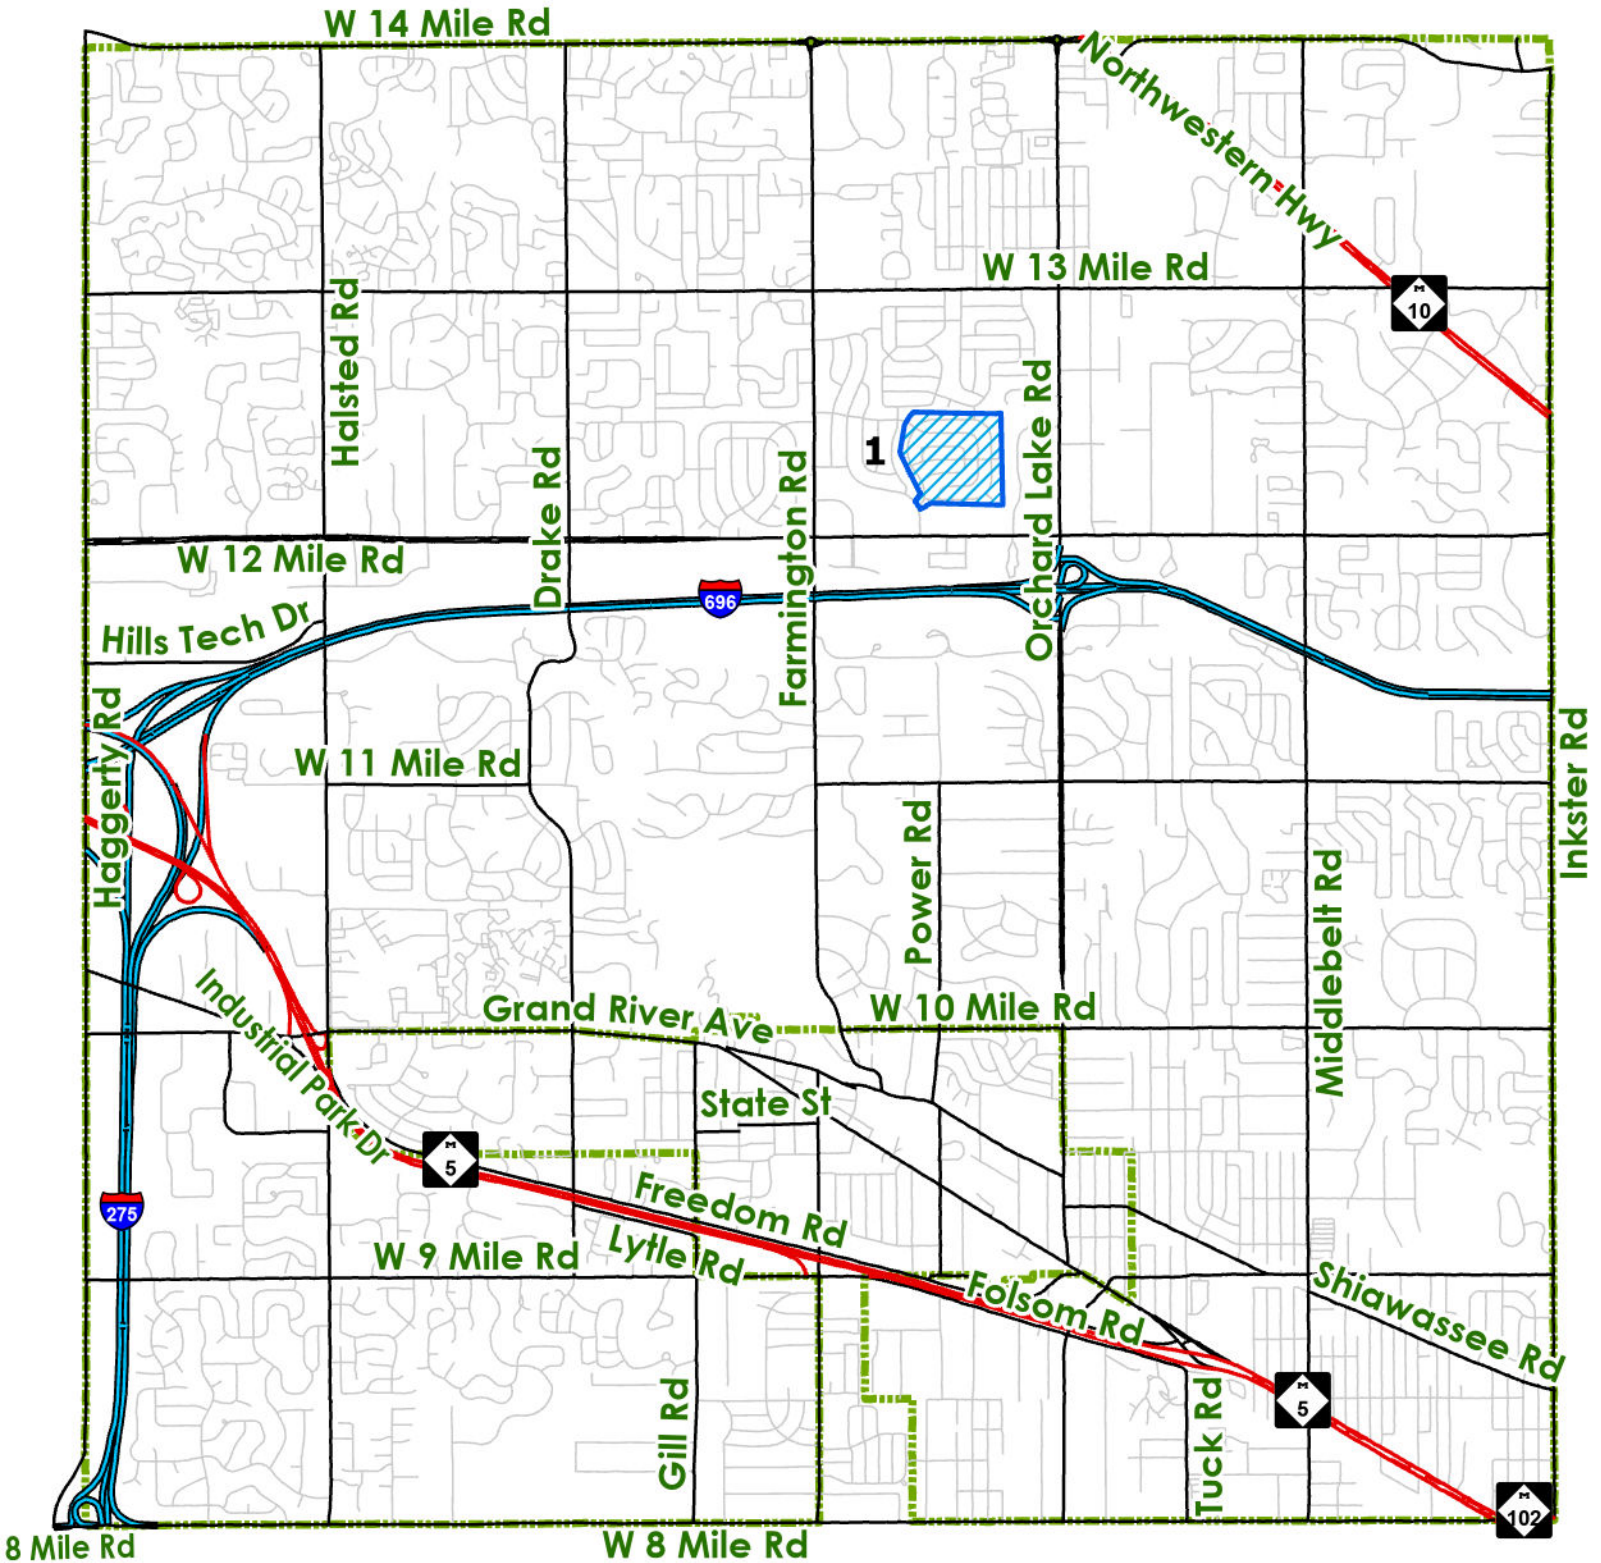 W 14 Mile Rd
Northwestern Hwy
W 13 Mile Rd
M
10
Halsted Rd
Orchard Lake Rd
1
Drake Rd
Farmington Rd
W 12 Mile Rd
696
Hills Tech Dr
Haggerty Rd
Inkster Rd
W 11 Mile Rd
Power Rd
Middlebelt Rd
Industrial Park Dr
Grand River Ave
W 10 Mile Rd
State St
M
5
275
Freedom Rd
Lytle Rd
W 9 Mile Rd
Folsom Rd
Shiawassee Rd
Gill Rd
Tuck Rd
M
5
M
102
8 Mile Rd
W 8 Mile Rd